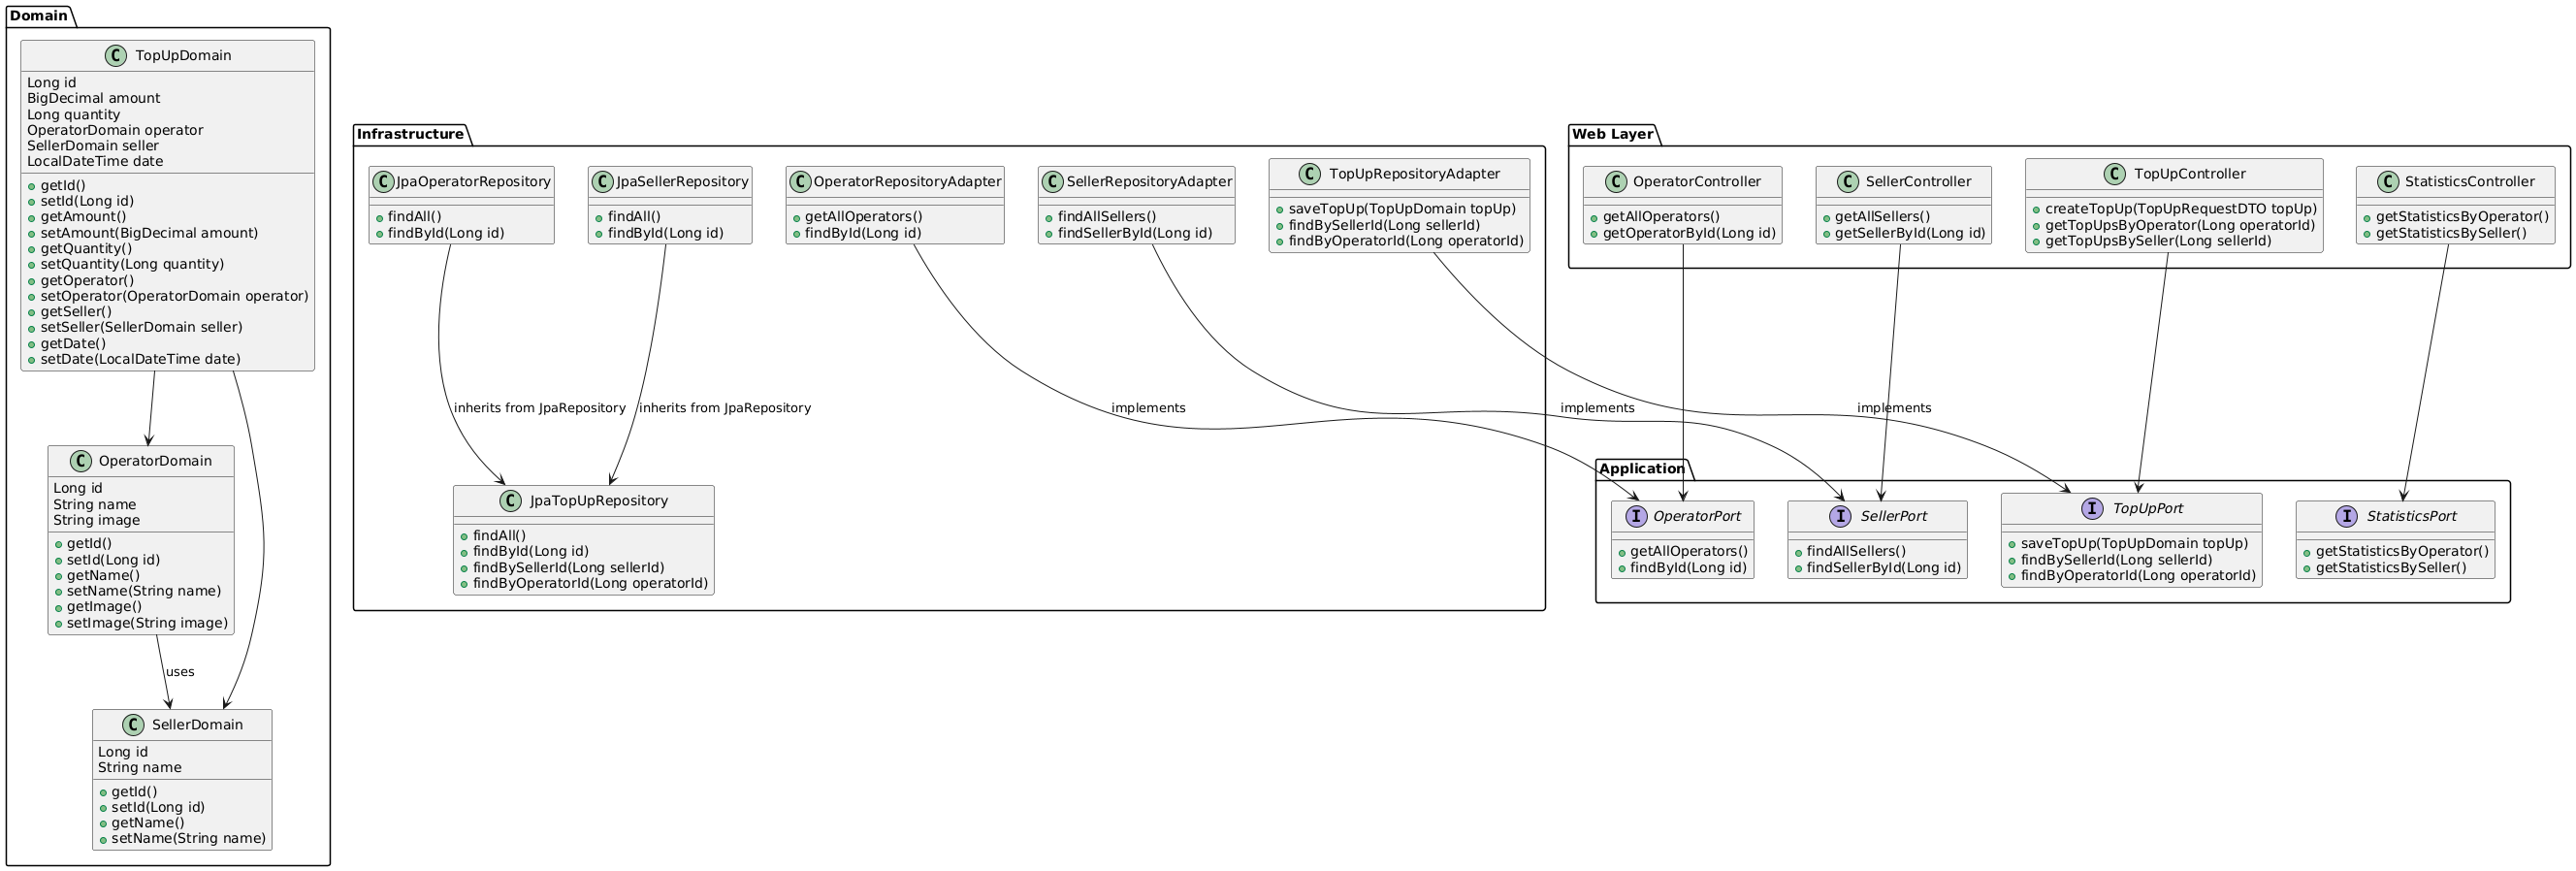 Domain
C TopUpDomain
Long id
BigDecimal amount
Long quantity
OperatorDomain operator
SellerDomain seller
LocalDateTime date
getId()
setId(Long id)
getAmount()
setAmount(BigDecimal amount)
getQuantity()
setQuantity(Long quantity)
getOperator()
setOperator(OperatorDomain operator)
getSeller()
setSeller(SellerDomain seller)
getDate()
setDate(LocalDateTime date)
C OperatorDomain
Long id
String name
String image
getId()
setId(Long id)
getName()
setName(String name)
getImage()
setImage(String image)
uses
C SellerDomain
Long id
String name
getId()
setId(Long id)
getName()
setName(String name)
Infrastructure
C JpaOperatorRepository
findAll()
findById(Long id)
C JpaSellerRepository
findAll()
findById(Long id)
C OperatorRepositoryAdapter
getAllOperators()
findById(Long id)
C SellerRepositoryAdapter
findAllSellers()
findSellerById(Long id)
C TopUpRepositoryAdapter
saveTopUp(TopUpDomain topUp)
findBySellerId(Long sellerId)
findByOperatorId(Long operatorId)
inherits from JpaRepository
inherits from JpaRepository
implements
implements
implements
C JpaTopUpRepository
findAll()
findById(Long id)
findBySellerId(Long sellerId)
findByOperatorId(Long operatorId)
Web Layer
C OperatorController
getAllOperators()
getOperatorById(Long id)
C SellerController
getAllSellers()
getSellerById(Long id)
C TopUpController
createTopUp(TopUpRequestDTO topUp)
getTopUpsByOperator(Long operatorId)
getTopUpsBySeller(Long sellerId)
C StatisticsController
getStatisticsByOperator()
getStatisticsBySeller()
Application
I OperatorPort
getAllOperators()
findById(Long id)
I SellerPort
findAllSellers()
findSellerById(Long id)
I TopUpPort
saveTopUp(TopUpDomain topUp)
findBySellerId(Long sellerId)
findByOperatorId(Long operatorId)
I StatisticsPort
getStatisticsByOperator()
getStatisticsBySeller()